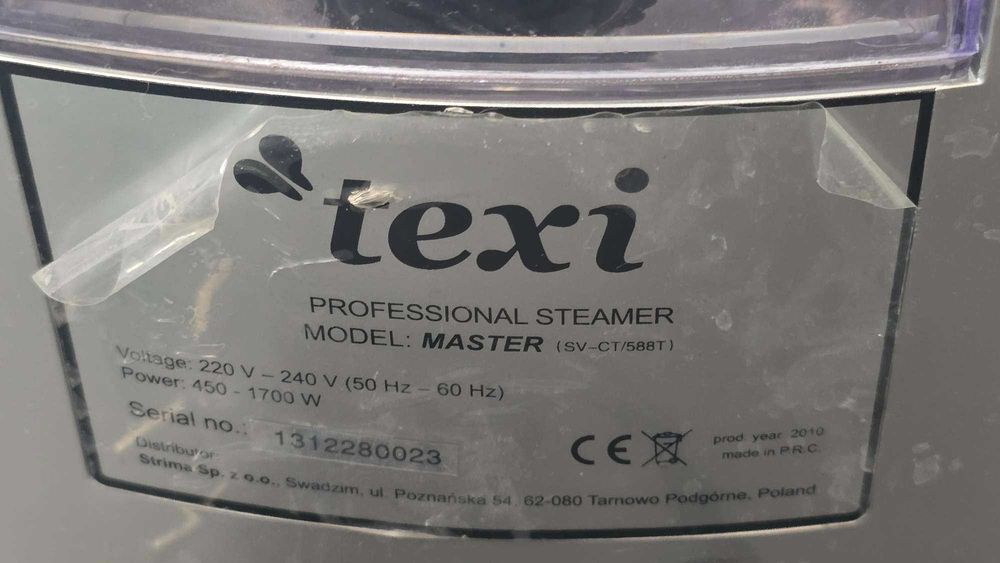 texi
PROFESSIONAL STEAMER
MODEL: MASTER (SV-CT/588T)
Voltage: 220 V – 240 V (50 Hz – 60 Hz)
Power: 450 - 1700 W
Serial no.: 1312280023
CE
prod. year 2010
made in P.R.C.
Distributor:
Strima Sp. z o.o., Swadzim, ul. Poznańska 54, 62-080 Tarnowo Podgórne, Poland